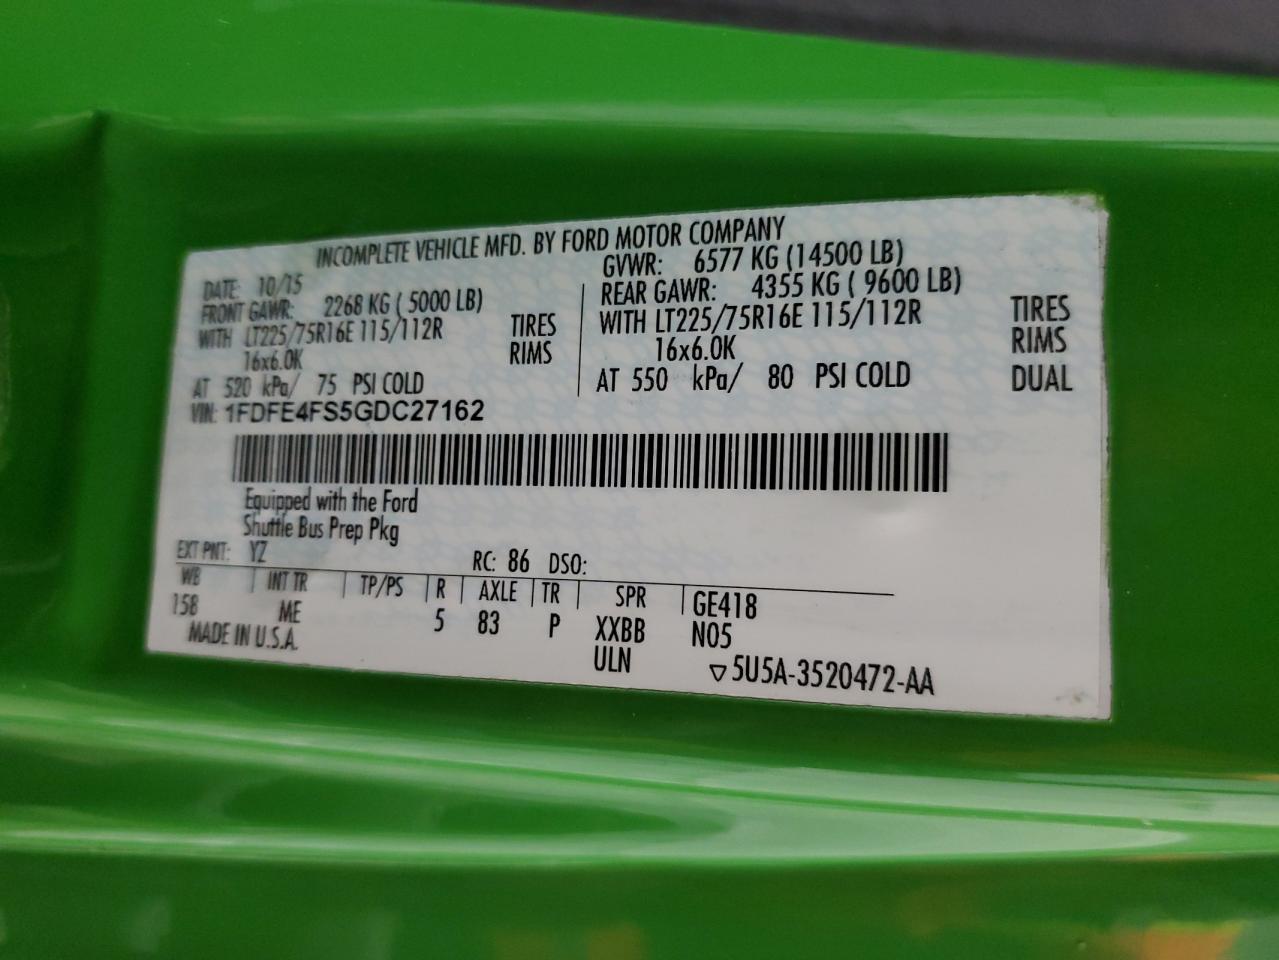 INCOMPLETE VEHICLE MFD. BY FORD MOTOR COMPANY
DATE: 10/15
GVWR: 6577 KG (14500 LB)
FRONT GAWR: 2268 KG ( 5000 LB)
WITH LT225/75R16E 115/112R TIRES
16x6.0K RIMS
AT 520 kPa/ 75 PSI COLD
REAR GAWR: 4355 KG ( 9600 LB)
WITH LT225/75R16E 115/112R TIRES
16x6.0K RIMS
AT 550 kPa/ 80 PSI COLD DUAL
VIN: 1FDFE4FS5GDC27162
Equipped with the Ford
Shuttle Bus Prep Pkg
EXT PNT: YZ RC: 86 DSO:
WB INT TR TP/PS R AXLE TR SPR GE418
158 ME 5 83 P XXBB N05
MADE IN U.S.A. ULN ▽5U5A-3520472-AA